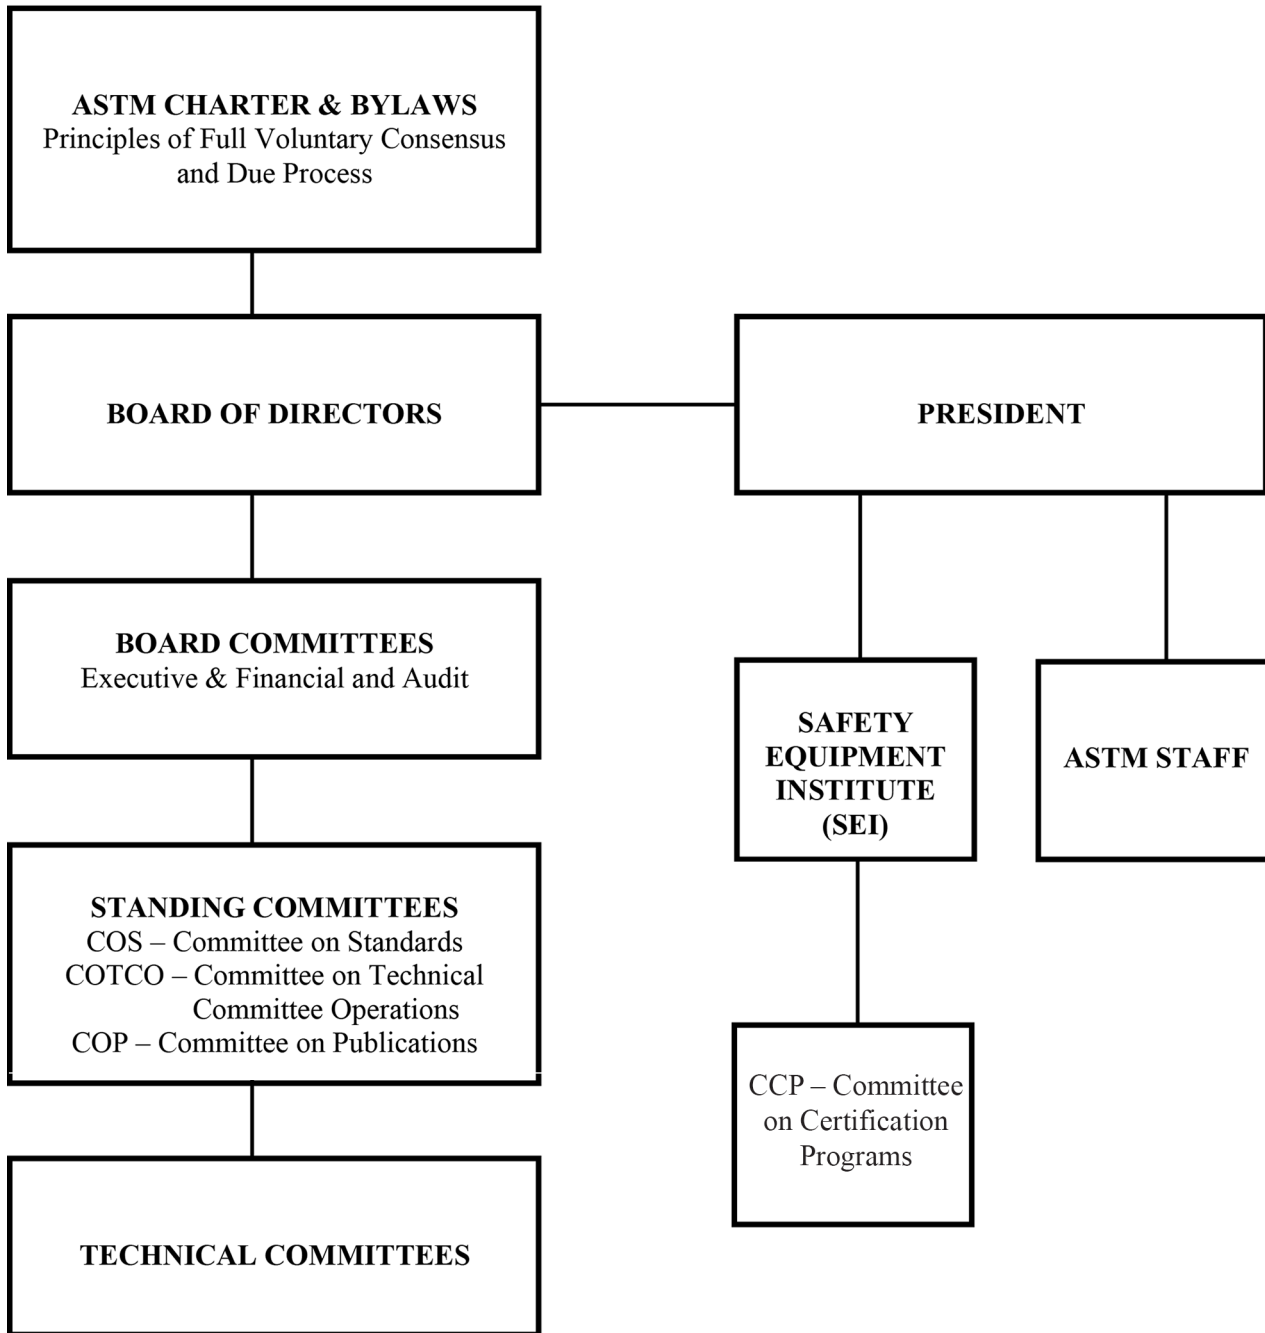 ASTM CHARTER & BYLAWS
Principles of Full Voluntary Consensus
and Due Process
BOARD OF DIRECTORS
PRESIDENT
BOARD COMMITTEES
Executive & Financial and Audit
SAFETY
EQUIPMENT
INSTITUTE
(SEI)
ASTM STAFF
STANDING COMMITTEES
COS – Committee on Standards
COTCO – Committee on Technical
Committee Operations
COP – Committee on Publications
CCP – Committee
on Certification
Programs
TECHNICAL COMMITTEES